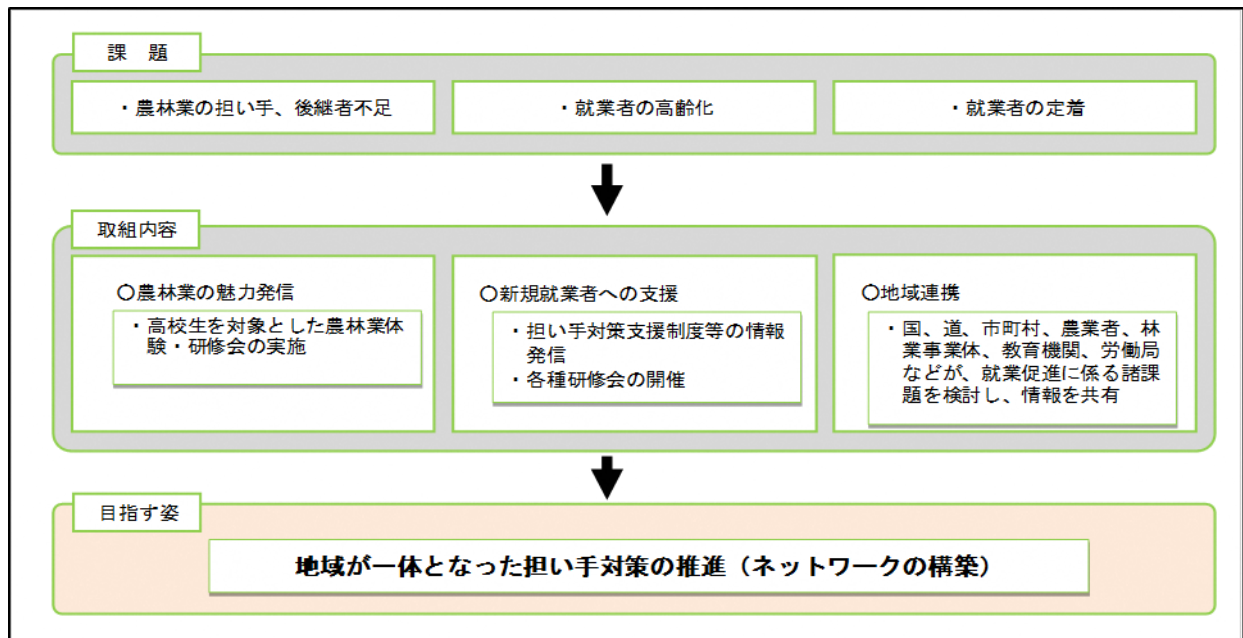 課　題
・農林業の担い手、後継者不足
・就業者の高齢化
・就業者の定着
取組内容
〇農林業の魅力発信
・高校生を対象とした農林業体
験・研修会の実施
〇新規就業者への支援
・担い手対策支援制度等の情報
発信
・各種研修会の開催
〇地域連携
・国、道、市町村、農業者、林
業事業体、教育機関、労働局
などが、就業促進に係る諸課
題を検討し、情報を共有
目指す姿
地域が一体となった担い手対策の推進（ネットワークの構築）